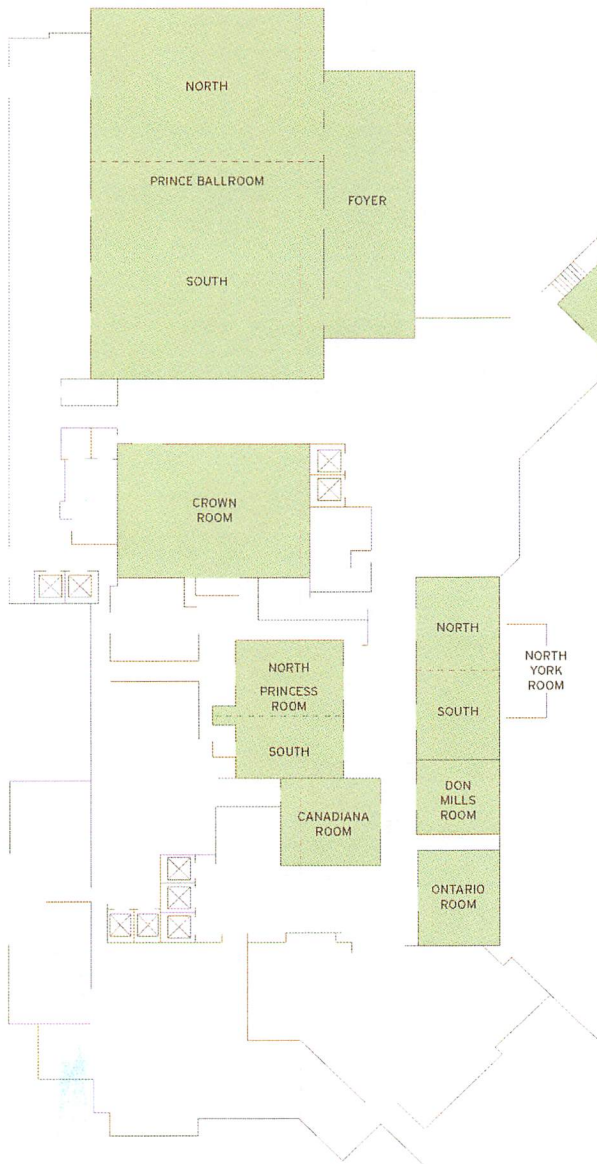 NORTH
PRINCE BALLROOM
FOYER
SOUTH
CROWN
ROOM
NORTH
PRINCESS
ROOM
SOUTH
CANADIANA
ROOM
NORTH
SOUTH
NORTH
YORK
ROOM
DON
MILLS
ROOM
ONTARIO
ROOM